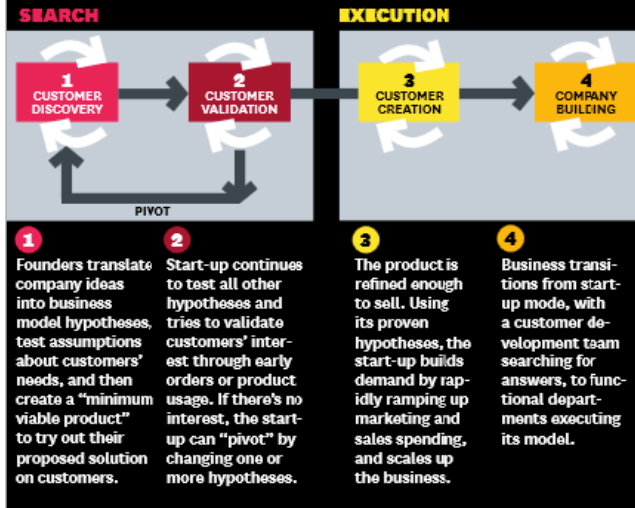 SEARCH
EXECUTION
1
CUSTOMER
DISCOVERY
2
CUSTOMER
VALIDATION
3
CUSTOMER
CREATION
4
COMPANY
BUILDING
PIVOT
1
Founders translate
company ideas
into business
model hypotheses,
test assumptions
about customers'
needs, and then
create a “minimum
viable product”
to try out their
proposed solution
on customers.
2
Start-up continues
to test all other
hypotheses and
tries to validate
customers' inter-
est through early
orders or product
usage. If there's no
interest, the start-
up can “pivot” by
changing one or
more hypotheses.
3
The product is
refined enough
to sell. Using
its proven
hypotheses, the
start-up builds
demand by rap-
idly ramping up
marketing and
sales spending,
and scales up
the business.
4
Business transi-
tions from start-
up mode, with
a customer de-
velopment team
searching for
answers, to func-
tional depart-
ments executing
its model.